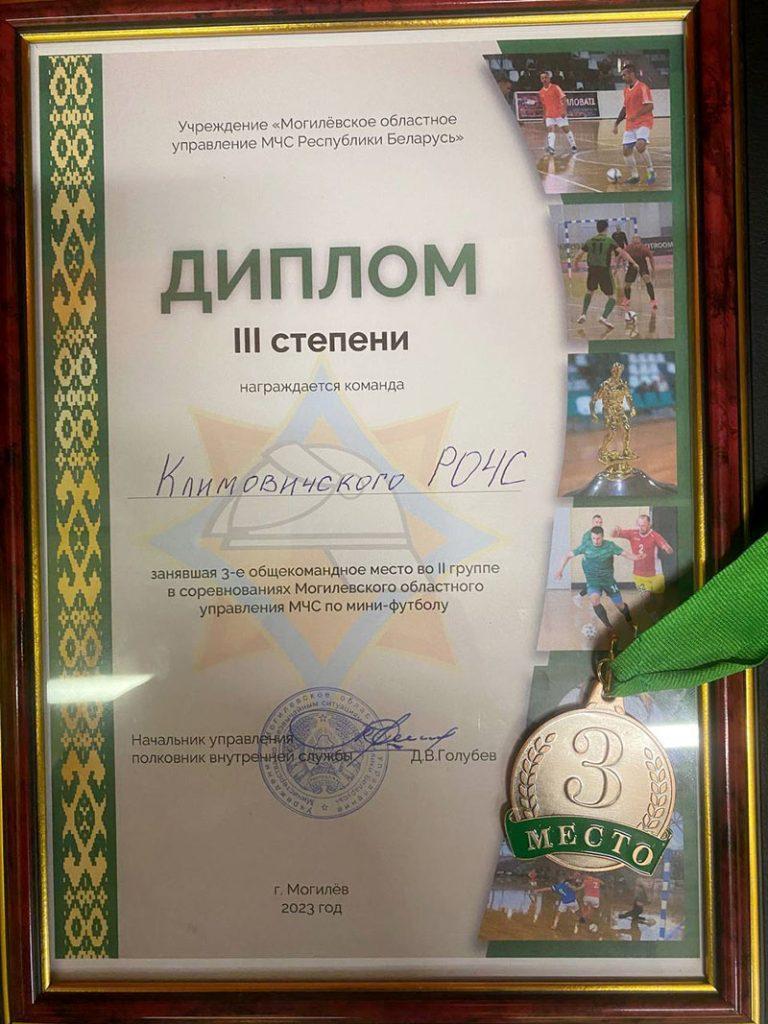 Учреждение «Могилёвское областное
управление МЧС Республики Беларусь»
ДИПЛОМ
III степени
награждается команда
Климовичского РОЧС
занявшая 3-е общекомандное место во II группе
в соревнованиях Могилевского областного
управления МЧС по мини-футболу
Начальник управления
полковник внутренней службы
Д.В.Голубев
3
МЕСТО
г. Могилёв
2023 год